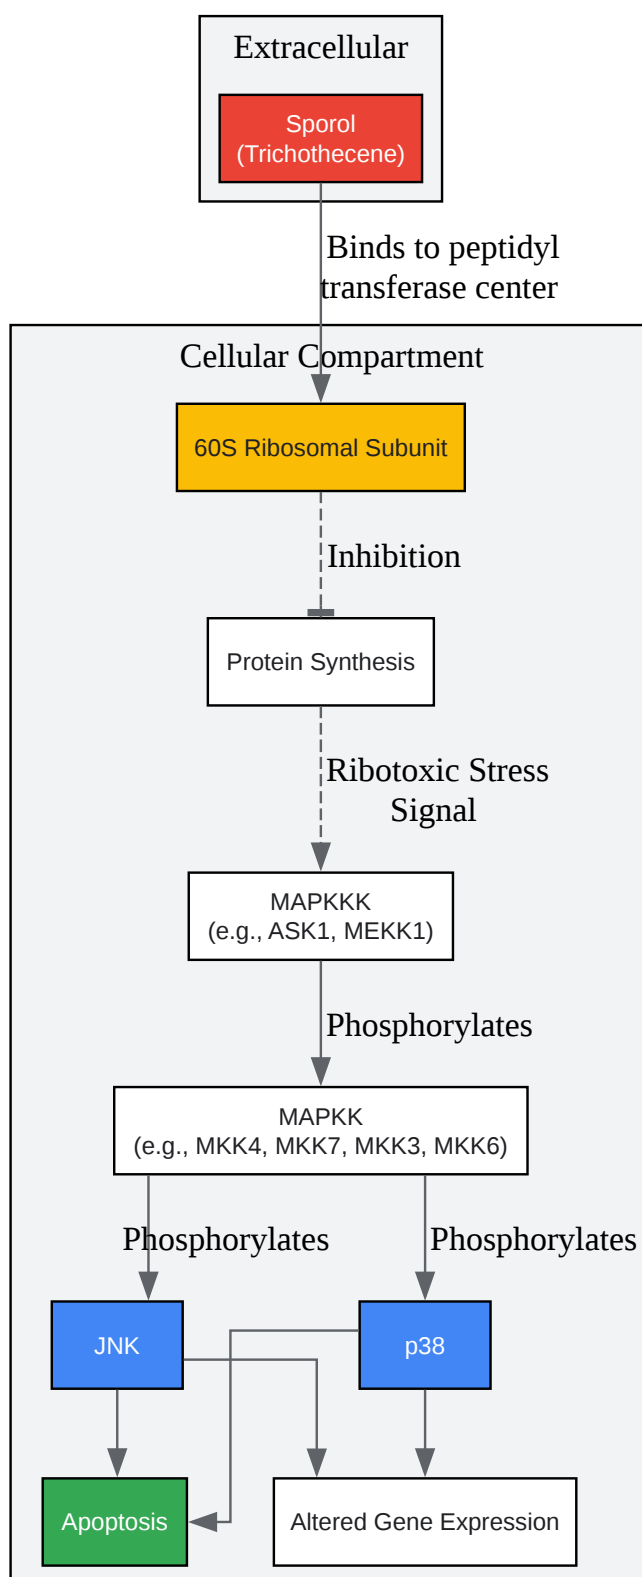 Extracellular
Sporol
(Trichothecene)
Binds to peptidyl
transferase center
Cellular Compartment
60S Ribosomal Subunit
Inhibition
Protein Synthesis
Ribotoxic Stress
Signal
MAPKKK
(e.g., ASK1, MEKK1)
Phosphorylates
MAPKK
(e.g., MKK4, MKK7, MKK3, MKK6)
Phosphorylates
Phosphorylates
JNK
p38
Apoptosis
Altered Gene Expression